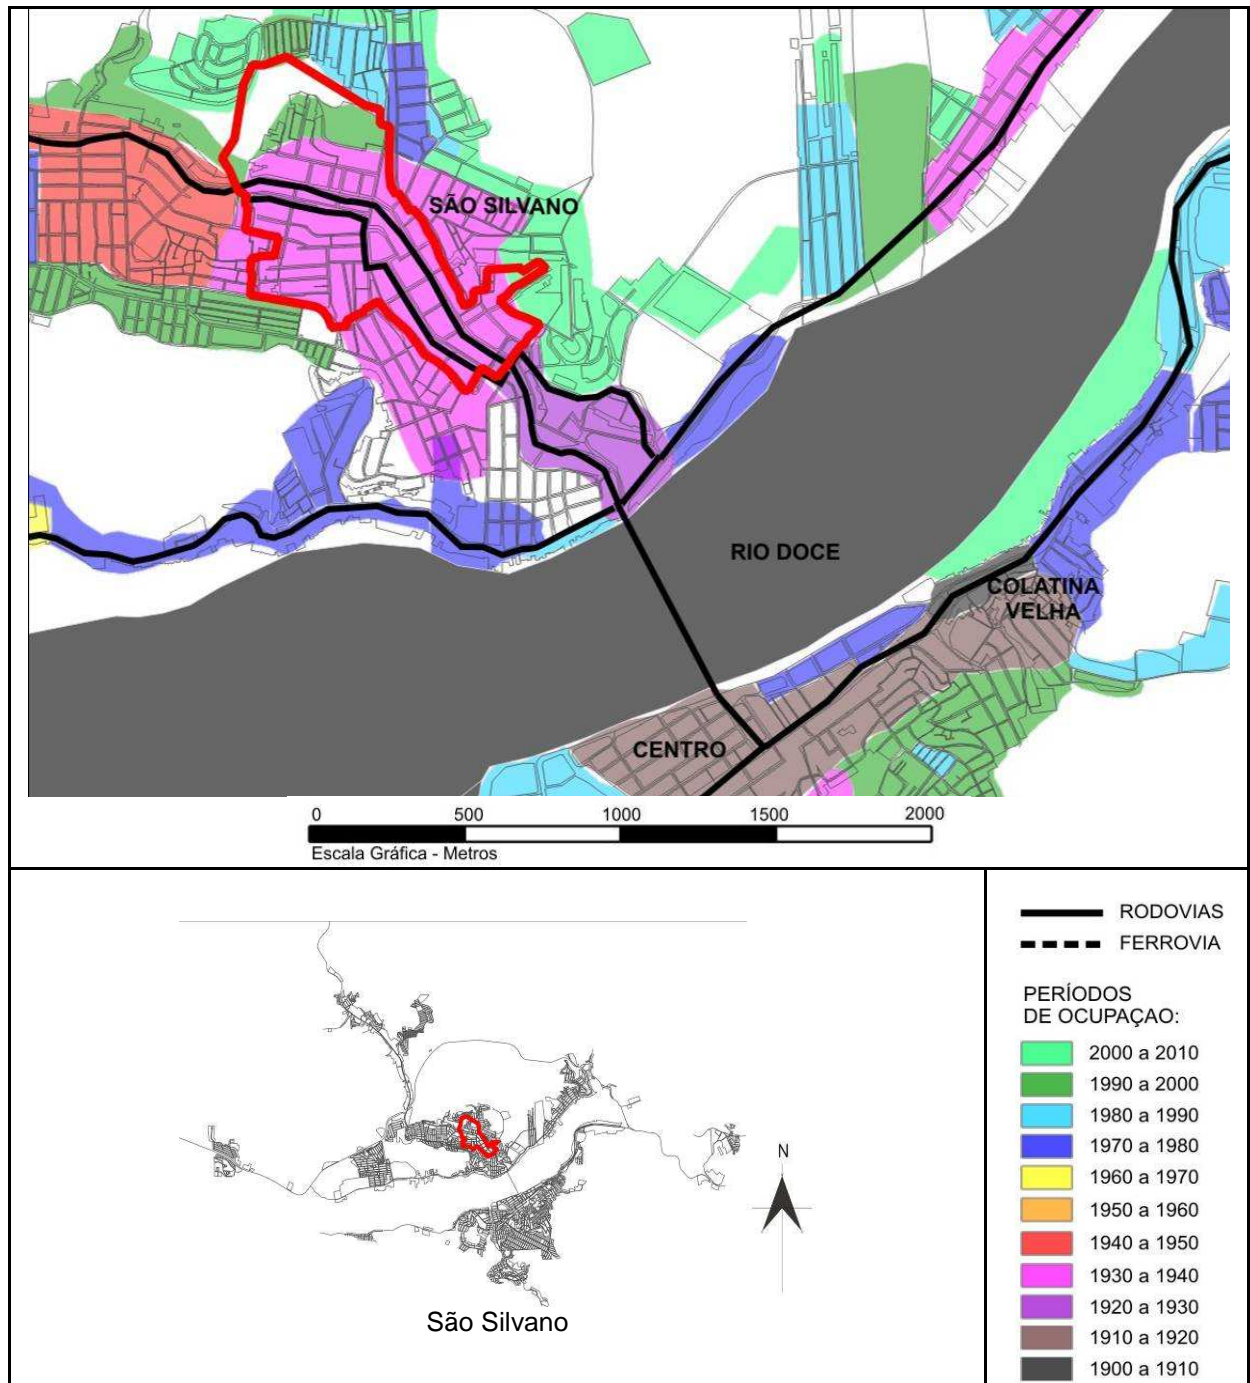 SÃO SILVANO
RIO DOCE
COLATINA
VELHA
CENTRO
0 500 1000 1500 2000
Escala Gráfica - Metros
São Silvano
N
RODOVIAS
FERROVIA
PERÍODOS
DE OCUPAÇAO:
2000 a 2010
1990 a 2000
1980 a 1990
1970 a 1980
1960 a 1970
1950 a 1960
1940 a 1950
1930 a 1940
1920 a 1930
1910 a 1920
1900 a 1910